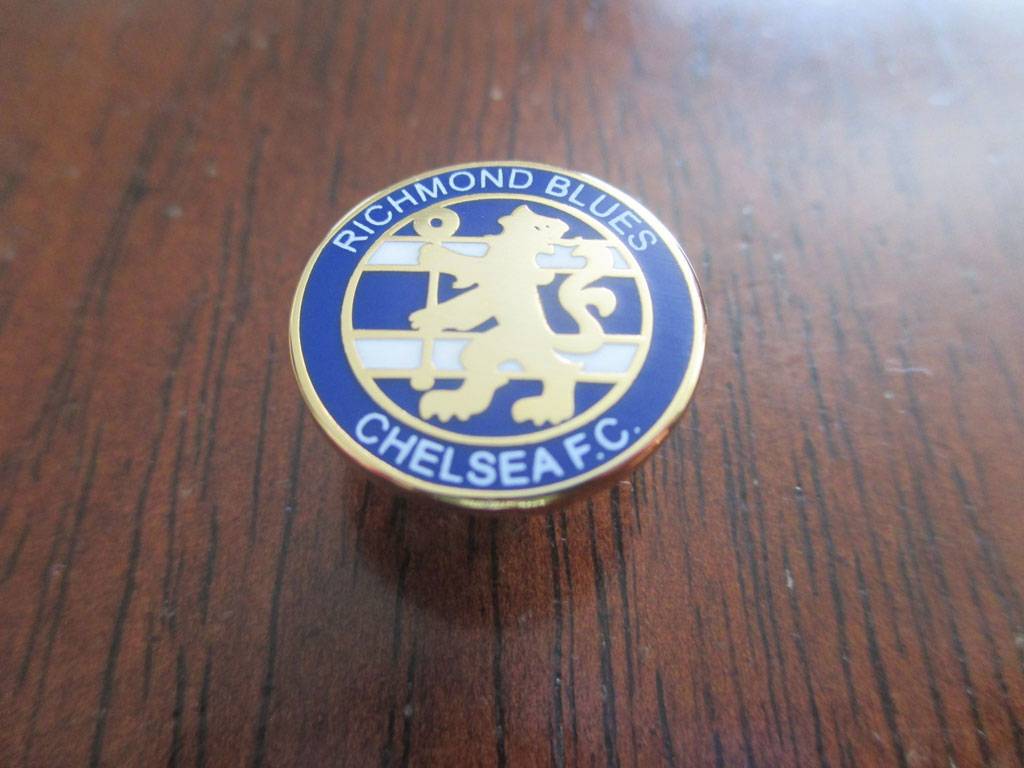 RICHMOND BLUES
CHELSEA F.C.